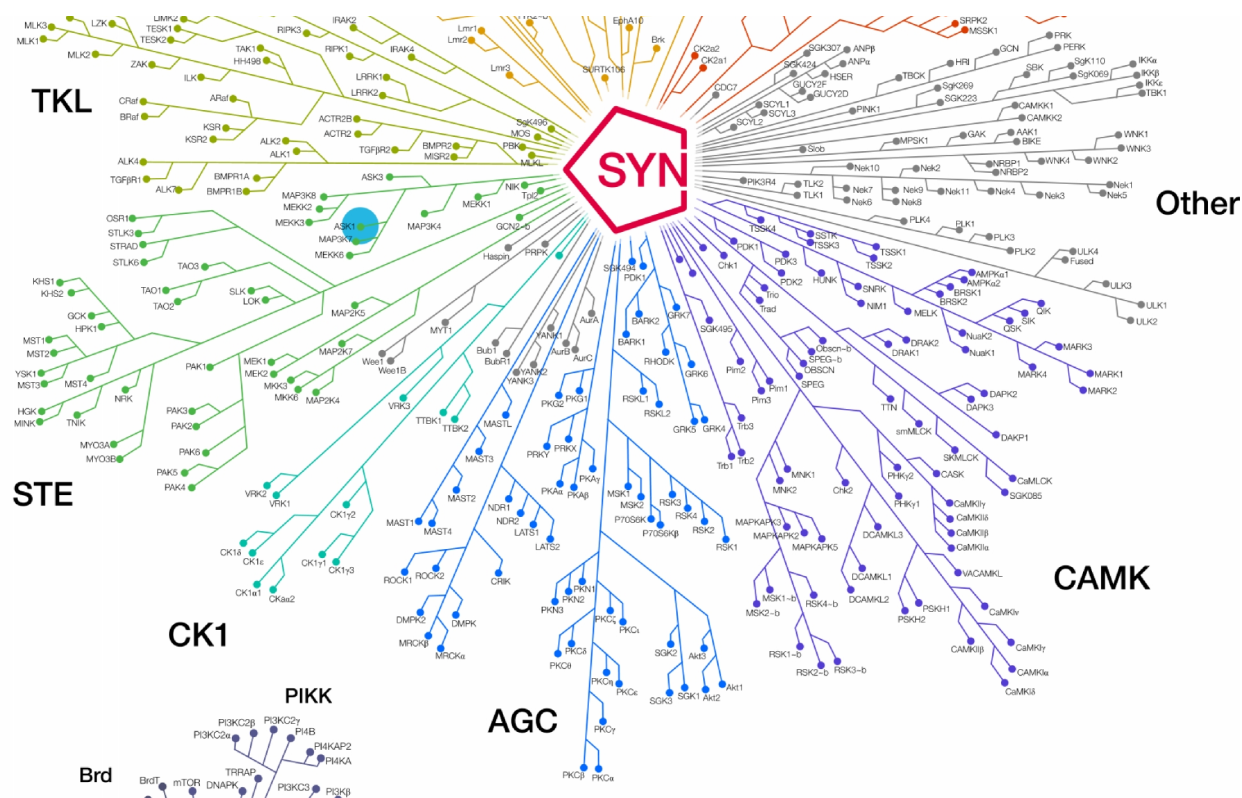 MLK3
LZK
LIMK2
TESK1
TESK2
MLK1
MLK2
ZAK
TAK1
HH498
ILK
RIPK3
IRAK2
RIPK1
IRAK4
LRRK1
LRRK2
TKL
CRaf
BRaf
ARaf
KSR
KSR2
ACTR2B
ACTR2
TGFβR2
BMPR2
MISR2
SgK496
MOS
PBK
MLKL
ALK2
ALK1
ALK4
TGFβR1
ALK7
BMPR1A
BMPR1B
Lmr1
Lmr2
Lmr3
EphA10
Brk
SURTK106
CK2a2
CK2a1
CDC7
SRPK2
MSSK1
SYN
SGK307
SGK424
ANPβ
ANPα
HSER
GUCY2F
GUCY2D
SCYL1
SCYL3
SCYL2
TBCK
HRI
GCN
PRK
PERK
PINK1
SgK269
SGK223
SBK
SgK110
SgK069
IKKα
IKKβ
IKKε
TBK1
CAMKK1
CAMKK2
Slob
MPSK1
GAK
AAK1
BIKE
WNK1
WNK3
WNK4
WNK2
NRBP1
NRBP2
PIK3R4
TLK2
TLK1
Nek10
Nek2
Nek7
Nek6
Nek9
Nek8
Nek11
Nek4
Nek3
Nek1
Nek5
Other
PLK4
PLK1
PLK3
PLK2
ULK4
Fused
ULK3
ULK1
ULK2
ASK3
MAP3K8
MEKK2
MEKK3
ASK1
MAP3K7
MEKK6
MAP3K4
MEKK1
NIK
Tpl2
GCN2~b
Haspin
PRPK
OSR1
STLK3
STRAD
STLK6
TAO3
TAO1
TAO2
SLK
LOK
KHS1
KHS2
GCK
HPK1
MST1
MST2
YSK1
MST3
MST4
HGK
MINK
TNIK
NRK
MYO3A
MYO3B
MAP2K5
MAP2K7
MEK1
MEK2
MKK3
MKK6
MAP2K4
PAK1
PAK3
PAK2
PAK6
PAK5
PAK4
STE
MYT1
Wee1
Wee1B
Bub1
BubR1
YANK1
YANK2
YANK3
AurA
AurB
AurC
VRK3
VRK2
VRK1
TTBK1
TTBK2
CK1γ2
CK1δ
CK1ε
CK1α1
CKaα2
CK1γ1
CK1γ3
CK1
SGK494
PDK1
BARK2
BARK1
GRK7
RHODK
GRK6
GRK5
GRK4
RSKL1
RSKL2
PKG2
PKG1
PRKY
PRKX
PKAγ
PKAα
PKAβ
MASTL
MAST3
MAST2
MAST1
MAST4
NDR1
NDR2
LATS1
LATS2
ROCK1
ROCK2
CRIK
DMPK2
DMPK
MRCKβ
MRCKα
MSK1
MSK2
P70S6K
P70S6Kβ
RSK3
RSK4
RSK2
RSK1
PKN1
PKN2
PKN3
PKCζ
PKCι
PKCδ
PKCθ
PKCη
PKCε
PKCγ
PKCβ
PKCα
SGK2
SGK3
SGK1
Akt3
Akt2
Akt1
AGC
TSSK4
SSTK
TSSK3
TSSK1
TSSK2
PDK1
Chk1
PDK3
PDK2
Trio
Trad
HUNK
SNRK
NIM1
MELK
AMPKα1
AMPKα2
BRSK1
BRSK2
QIK
SIK
QSK
NuaK2
Nuak1
MARK3
MARK4
MARK1
MARK2
SGK495
Pim2
Pim1
Pim3
Trb3
Trb1
Trb2
Obscn~b
SPEG~b
OBSCN
SPEG
DRAK2
DRAK1
DAPK2
DAPK3
DAKP1
TTN
smMLCK
SKMLCK
CaMLCK
SGK085
MNK1
MNK2
Chk2
PHKγ2
PHKγ1
CASK
CaMKIIγ
CaMKIIδ
CaMKIIβ
CaMKIIα
MAPKAPK3
MAPKAPK2
MAPKAPK5
DCAMKL3
DCAMKL1
DCAMKL2
VACAMKL
PSKH1
PSKH2
CaMKIv
CAMKIIβ
CaMKIγ
CaMKIα
CaMKIδ
MSK1~b
MSK2~b
RSK4~b
RSK1~b
RSK2~b
RSK3~b
CAMK
PIKK
PI3KC2β
PI3KC2γ
PI3KC2α
PI4B
PI4KAP2
PI4KA
Brd
BrdT
mTOR
TRRAP
DNAPK
PI3KC3
PI3Kβ